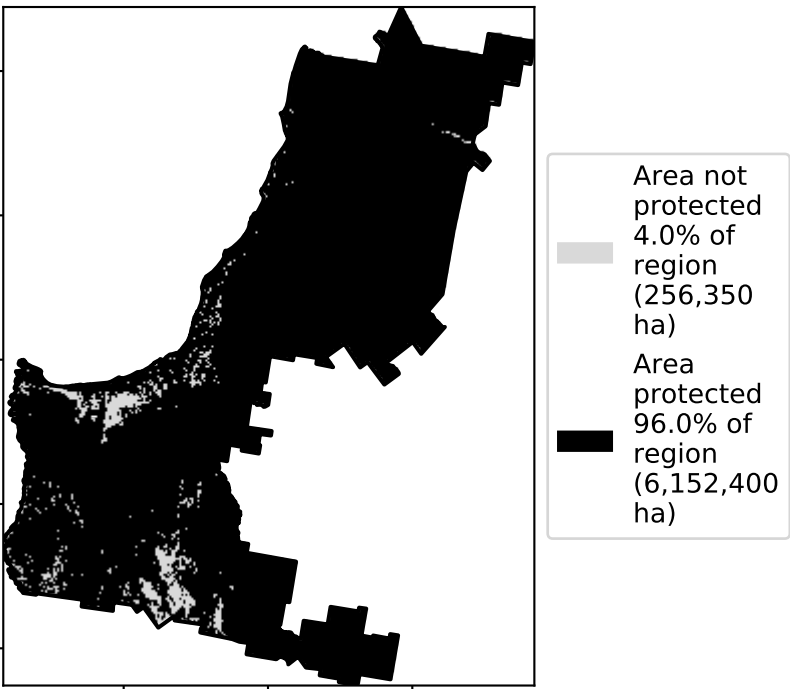 Area not
protected
4.0% of
region
(256,350
ha)
Area
protected
96.0% of
region
(6,152,400
ha)